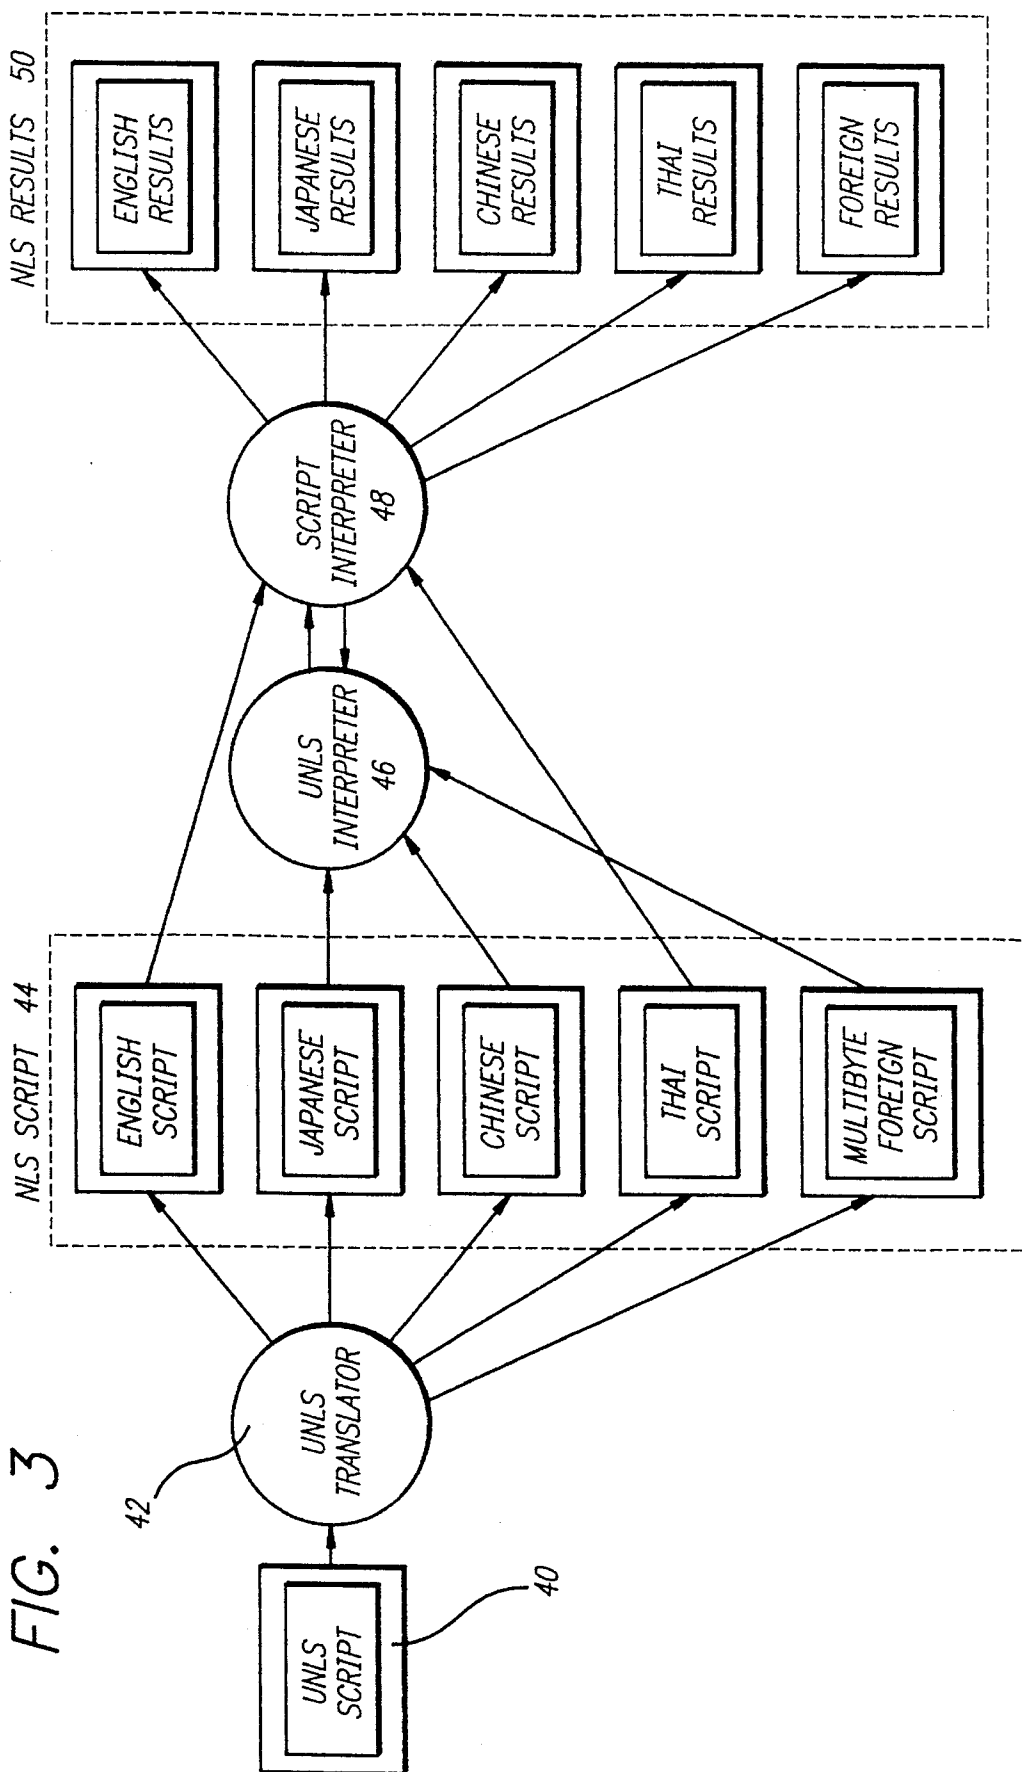 FIG. 3
UNLS
SCRIPT
40
UNLS
TRANSLATOR
42
NLS SCRIPT 44
ENGLISH
SCRIPT
JAPANESE
SCRIPT
CHINESE
SCRIPT
THAI
SCRIPT
MULTIBYTE
FOREIGN
SCRIPT
UNLS
INTERPRETER
46
SCRIPT
INTERPRETER
48
NLS RESULTS 50
ENGLISH
RESULTS
JAPANESE
RESULTS
CHINESE
RESULTS
THAI
RESULTS
FOREIGN
RESULTS